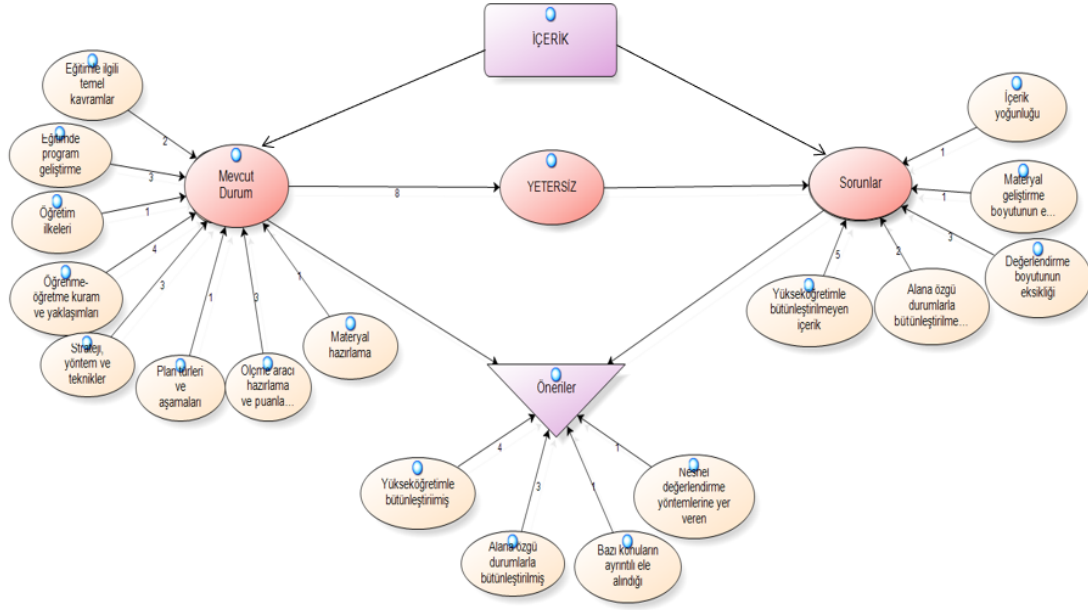 İÇERİK
Eğitimle ilgili
temel
kavramlar
2
Eğitimde
program
geliştirme
3
Öğretim
ilkeleri
1
Öğrenme-
öğretme kuram
ve yaklaşımları
4
Strateji,
yöntem ve
teknikler
3
Plan türleri
ve
aşamaları
1
Ölçme aracı
hazırlama
ve puanla...
3
Materyal
hazırlama
1
Mevcut
Durum
8
YETERSİZ
Sorunlar
İçerik
yoğunluğu
1
Materyal
geliştirme
boyutunun e...
1
Değerlendirme
boyutunun
eksikliği
3
Alana özgü
durumlarla
bütünleştirilme...
2
Yükseköğretimle
bütünleştirilmeyen
içerik
5
Öneriler
Yükseköğretimle
bütünleştirilmiş
4
Alana özgü
durumlarla
bütünleştirilmiş
3
Bazı konuların
ayrıntılı ele
alındığı
1
Nesnel
değerlendirme
yöntemlerine yer
veren
1